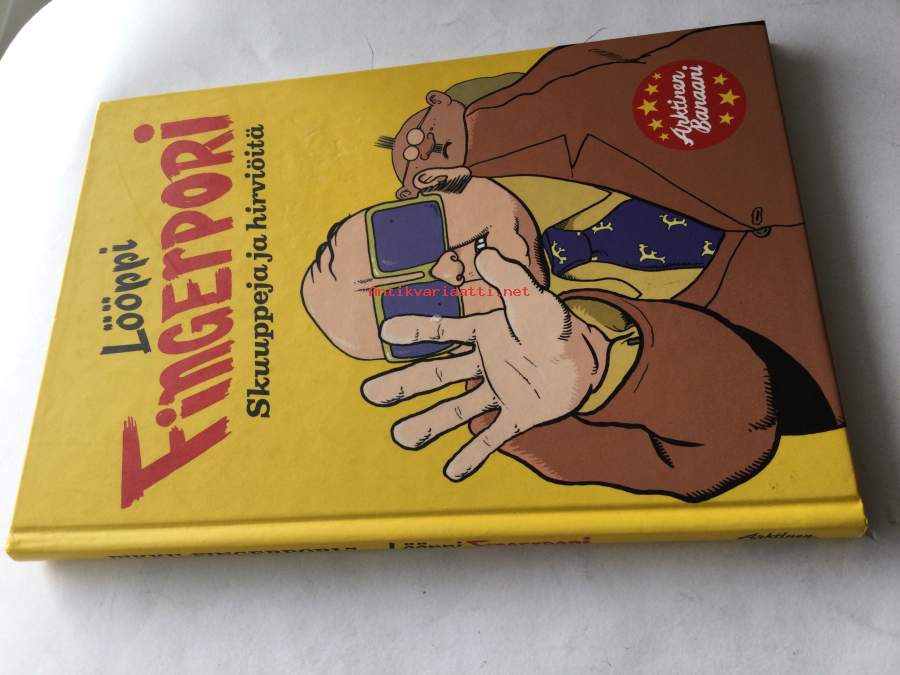 Lööppi
FINGERPORI
Skuuppeja ja hirviöitä
Arktinen
Banaani
antikvariaatti.net
Lööppi FINGERPORI
Arktinen